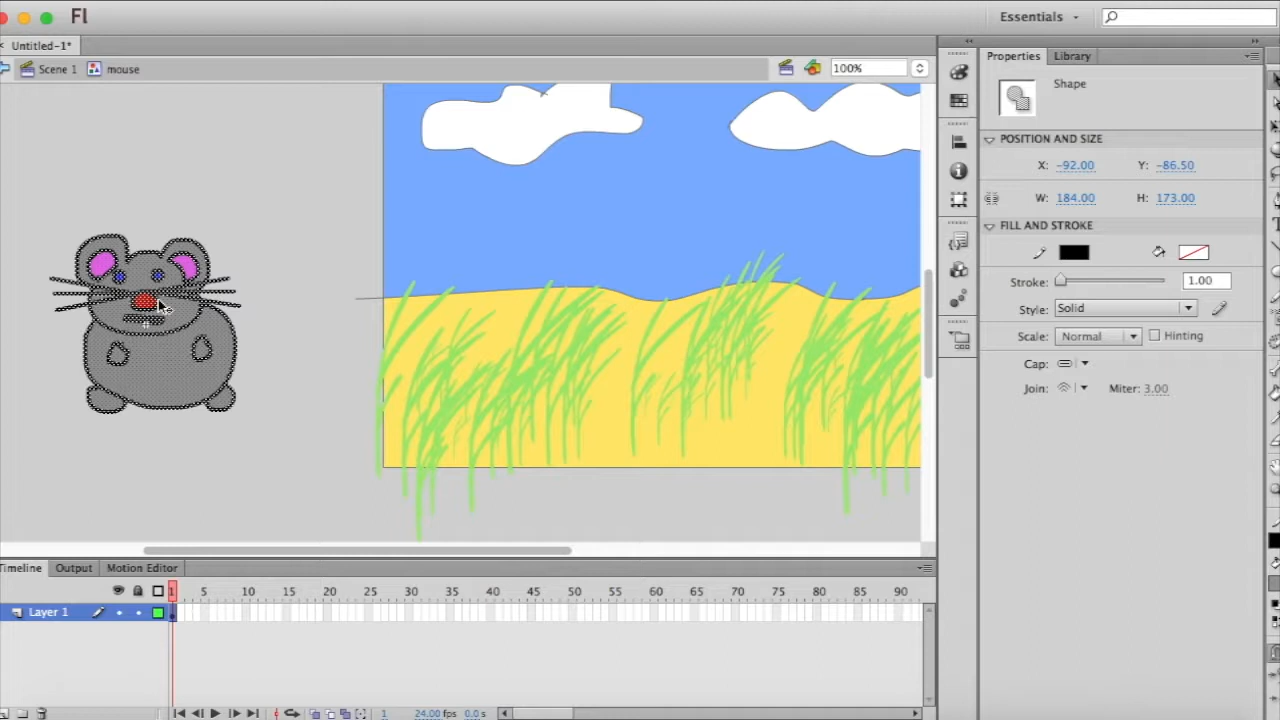 Fl
Essentials
Untitled-1*
Scene 1
mouse
100%
Properties
Library
Shape
POSITION AND SIZE
X: -92.00
Y: -86.50
W: 184.00
H: 173.00
FILL AND STROKE
Stroke:
1.00
Style: Solid
Scale: Normal
Hinting
Cap:
Join:
Miter: 3.00
Timeline
Output
Motion Editor
1 5 10 15 20 25 30 35 40 45 50 55 60 65 70 75 80 85 90
Layer 1
1
24.00 fps
0.0 s